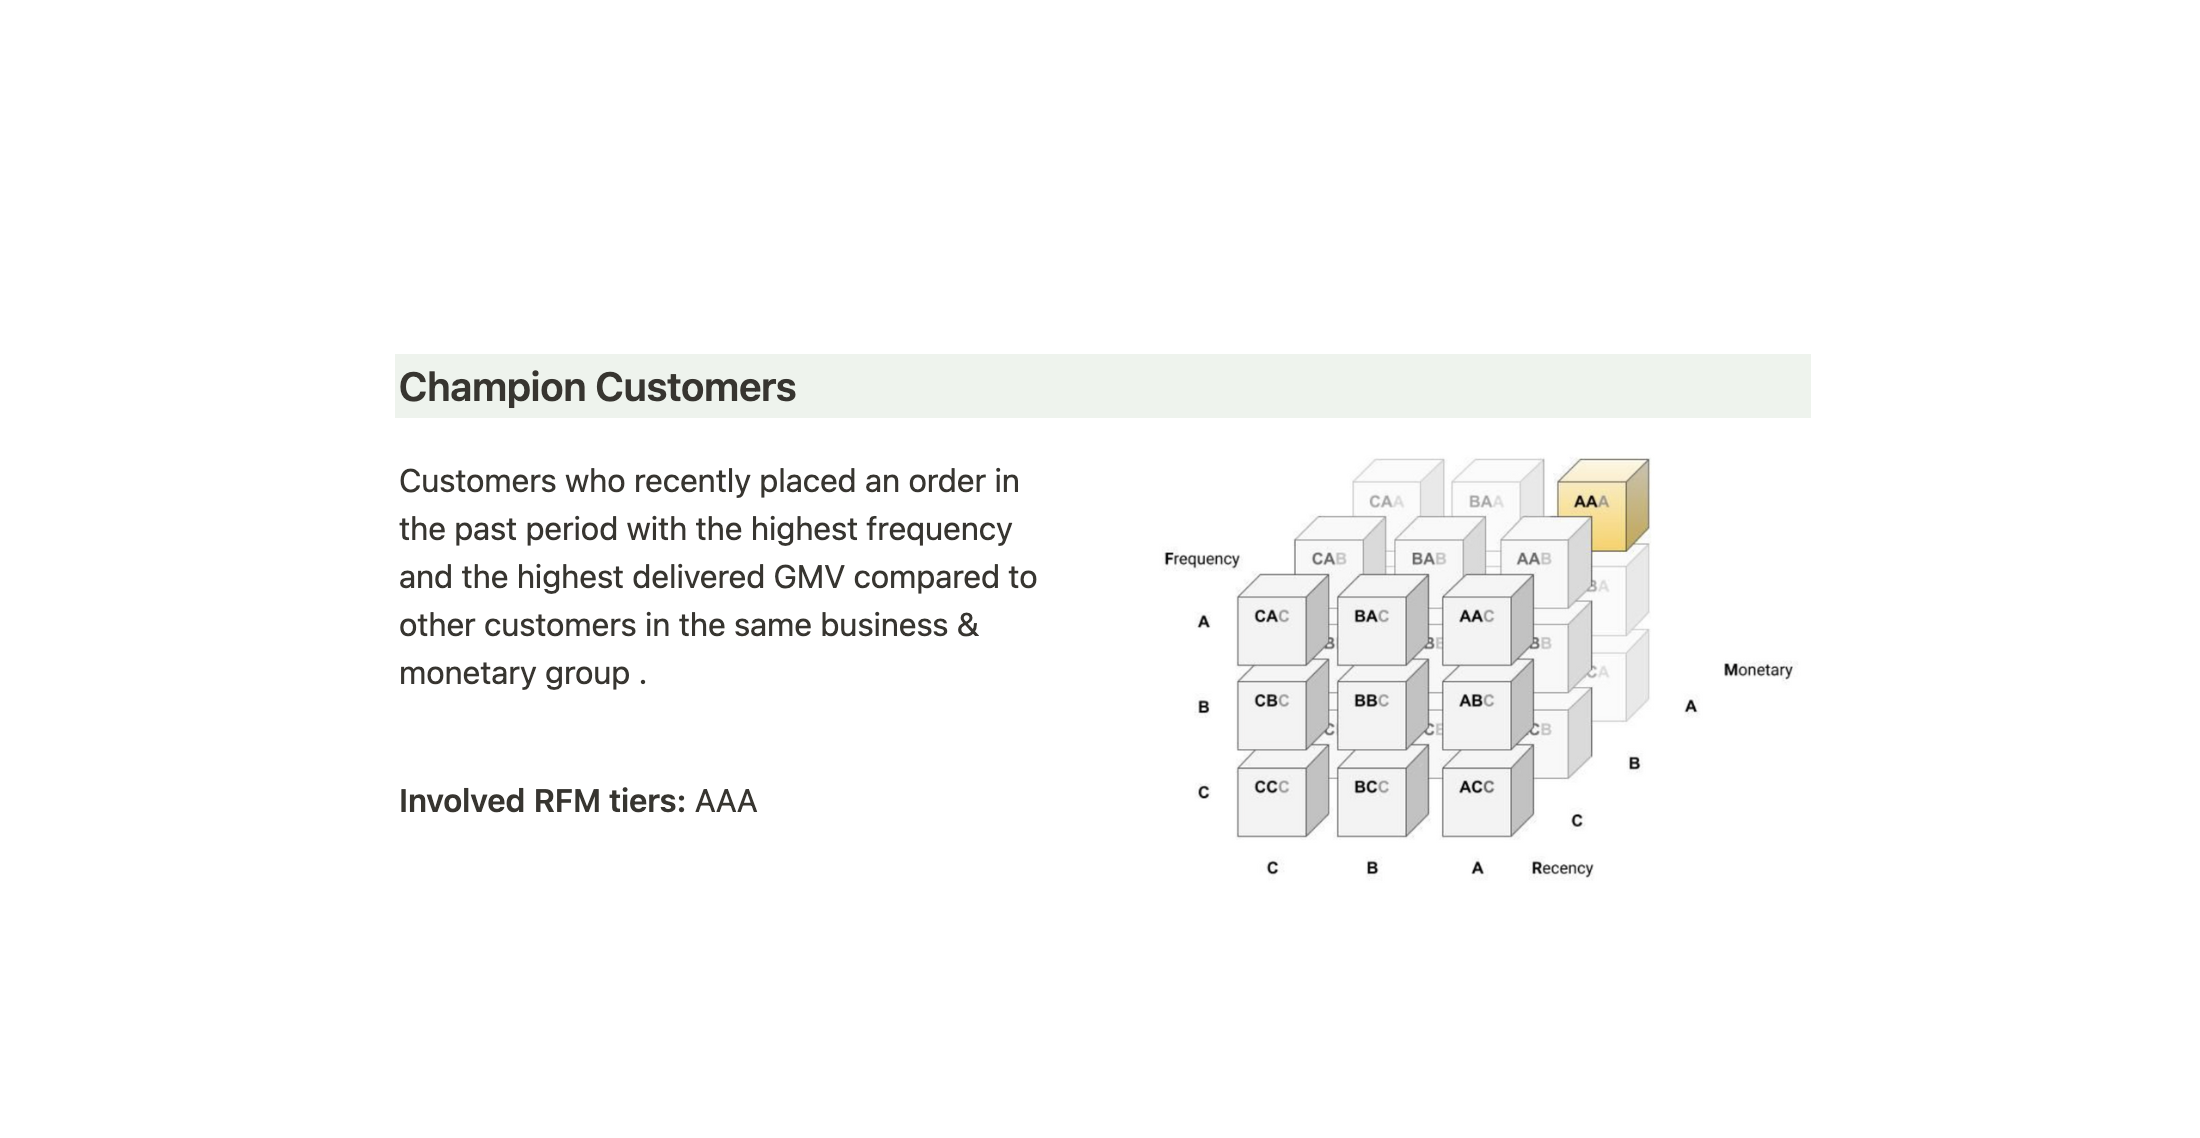 Champion Customers
Customers who recently placed an order in
the past period with the highest frequency
and the highest delivered GMV compared to
other customers in the same business &
monetary group .
Involved RFM tiers: AAA
CAA BAA AAA
Frequency CAB BAB AAB
A CAC BAC AAC
B CBC BBC ABC
C CCC BCC ACC
Monetary
A
B
C
C B A Recency